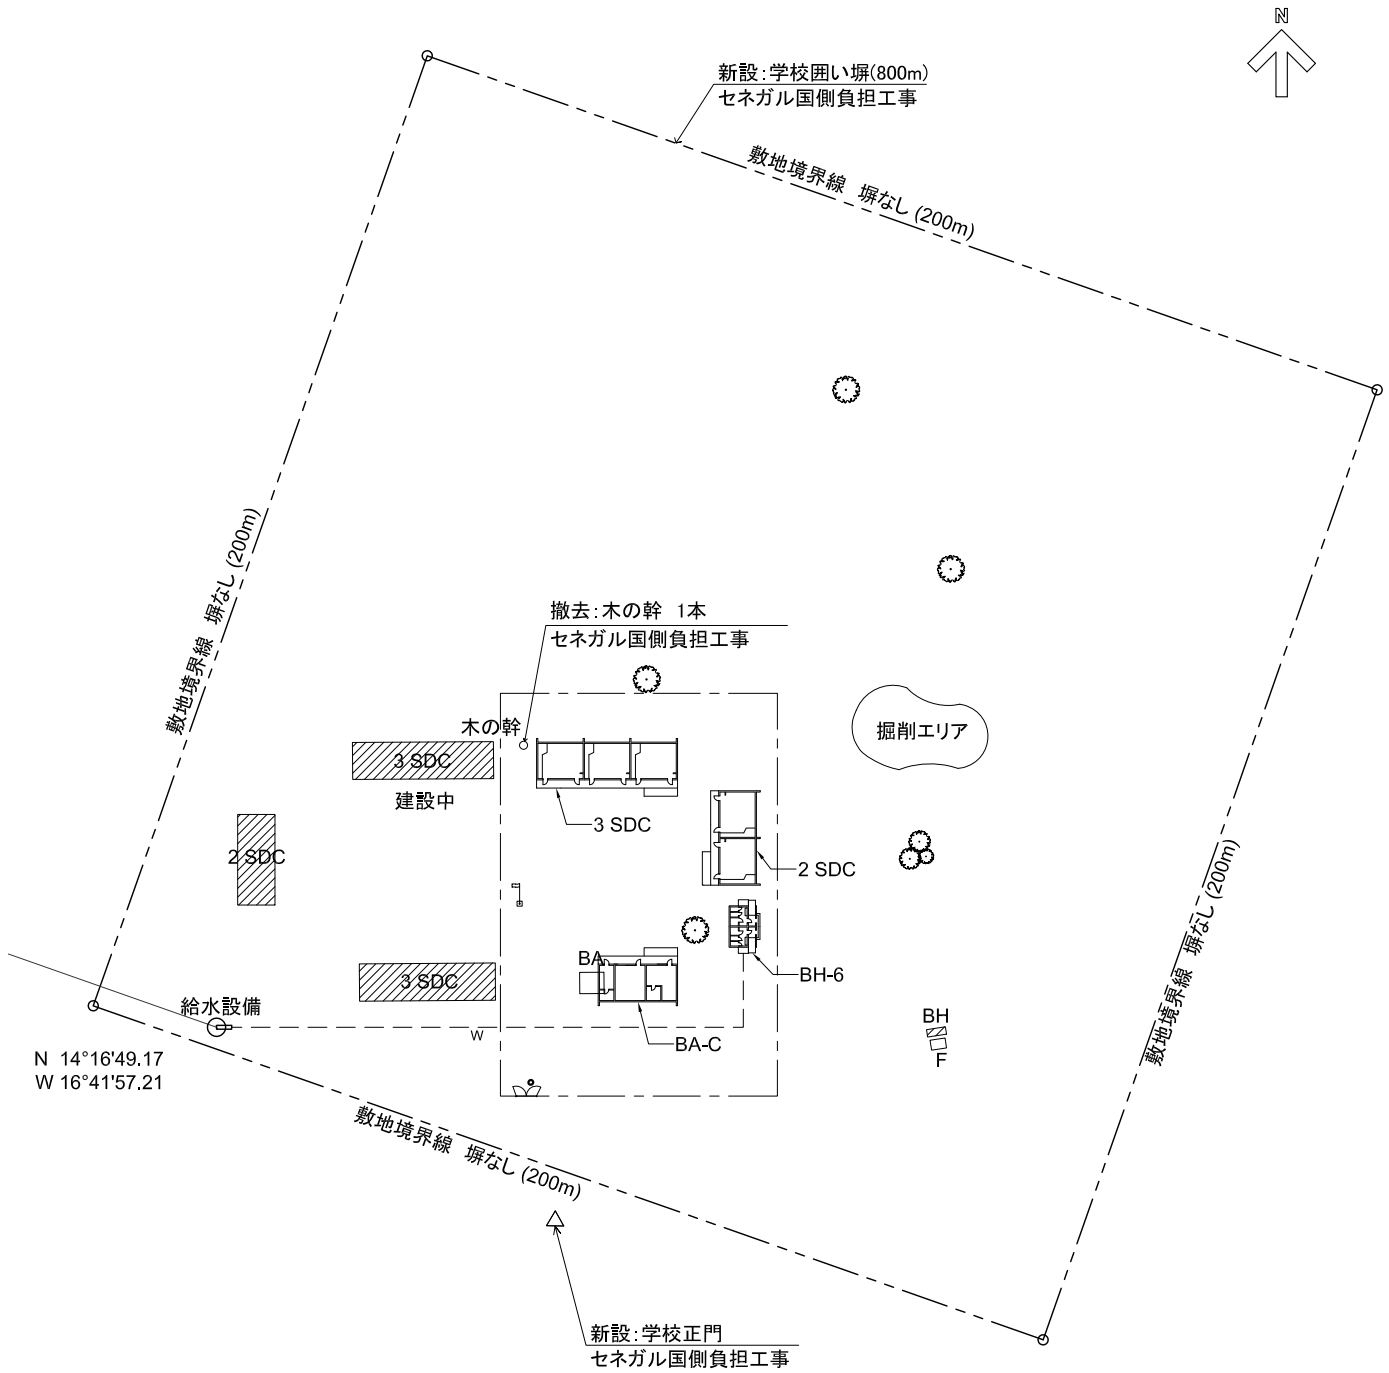 N
新設:学校囲い塀(800m)
セネガル国側負担工事
敷地境界線 塀なし (200m)
敷地境界線 塀なし (200m)
撤去:木の幹 1本
セネガル国側負担工事
木の幹
掘削エリア
3 SDC
建設中
3 SDC
2 SDC
2 SDC
敷地境界線 塀なし (200m)
BA
BH-6
3 SDC
給水設備
W
BA-C
BH
F
N 14°16'49.17
W 16°41'57.21
敷地境界線 塀なし (200m)
新設:学校正門
セネガル国側負担工事